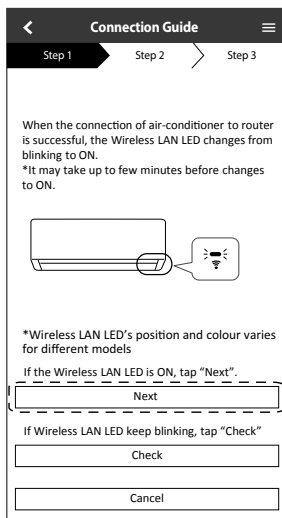 Connection Guide
Step 1
Step 2
Step 3
When the connection of air-conditioner to router
is successful, the Wireless LAN LED changes from
blinking to ON.
*It may take up to few minutes before changes
to ON.
*Wireless LAN LED's position and colour varies
for different models
If the Wireless LAN LED is ON, tap “Next”.
Next
If Wireless LAN LED keep blinking, tap “Check”
Check
Cancel